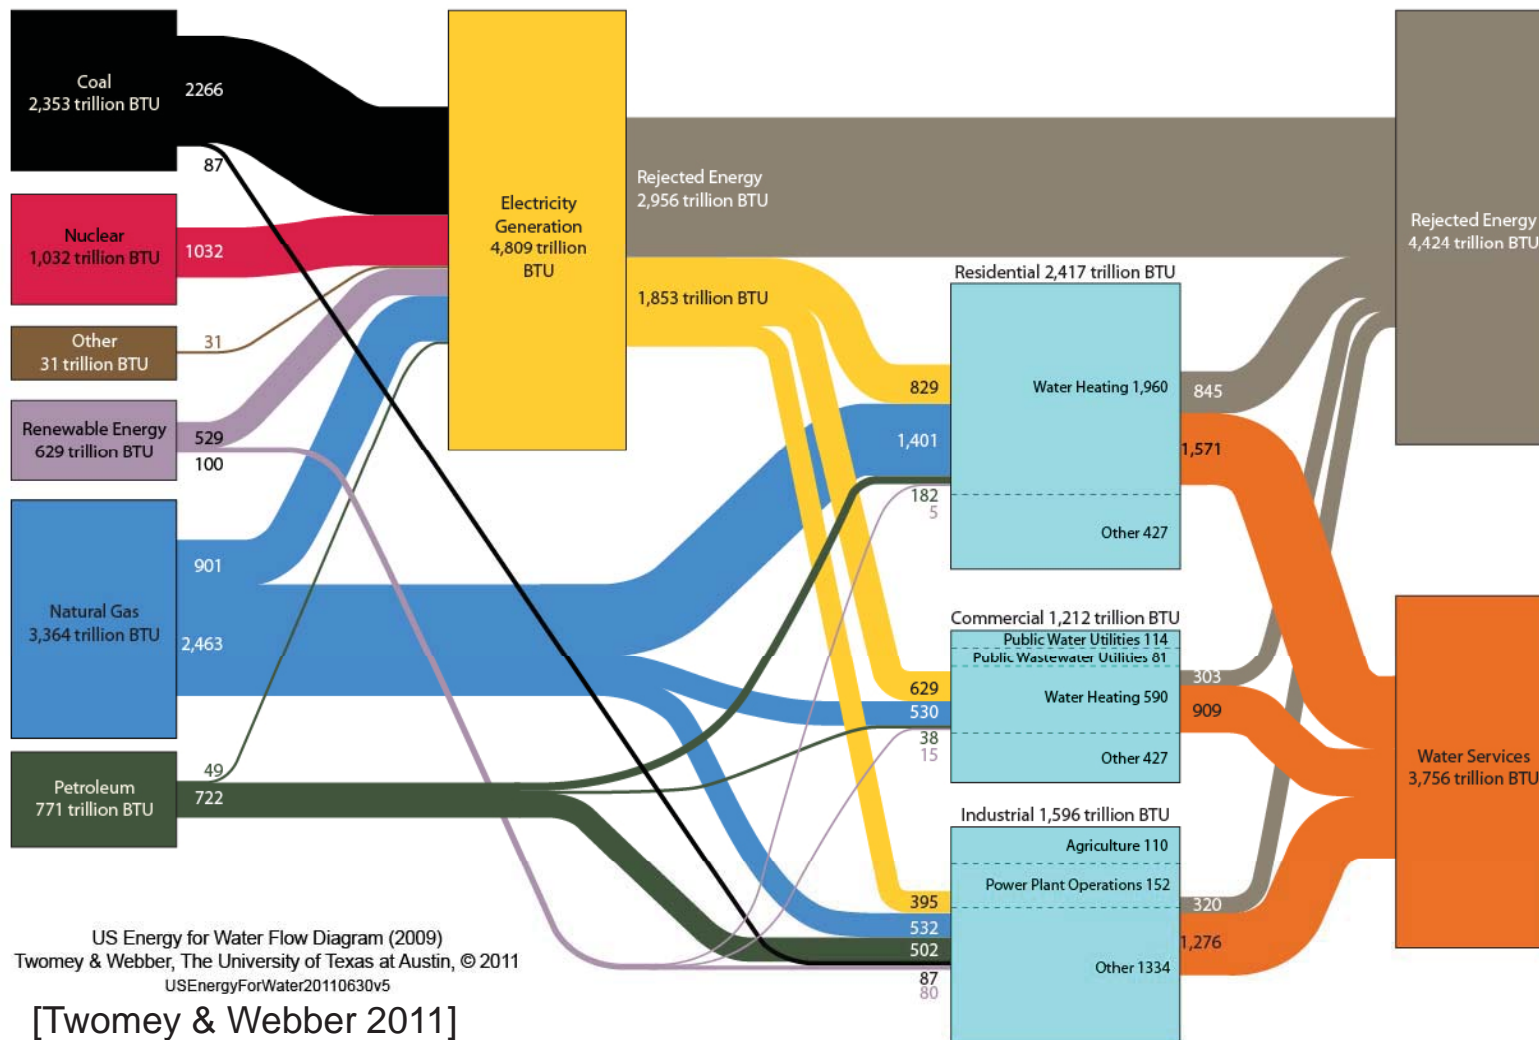 Coal
2,353 trillion BTU
2266
87
Nuclear
1,032 trillion BTU
1032
Other
31 trillion BTU
31
Renewable Energy
629 trillion BTU
529
100
Natural Gas
3,364 trillion BTU
901
2,463
Petroleum
771 trillion BTU
49
722
Electricity
Generation
4,809 trillion
BTU
Rejected Energy
2,956 trillion BTU
1,853 trillion BTU
Residential 2,417 trillion BTU
829
1,401
182
5
Water Heating 1,960
Other 427
845
1,571
Commercial 1,212 trillion BTU
Public Water Utilities 114
Public Wastewater Utilities 81
Water Heating 590
Other 427
629
530
38
15
303
909
Industrial 1,596 trillion BTU
Agriculture 110
Power Plant Operations 152
Other 1334
395
532
502
87
80
320
1,276
Rejected Energy
4,424 trillion BTU
Water Services
3,756 trillion BTU
US Energy for Water Flow Diagram (2009)
Twomey & Webber, The University of Texas at Austin, © 2011
USEnergyForWater20110630v5
[Twomey & Webber 2011]